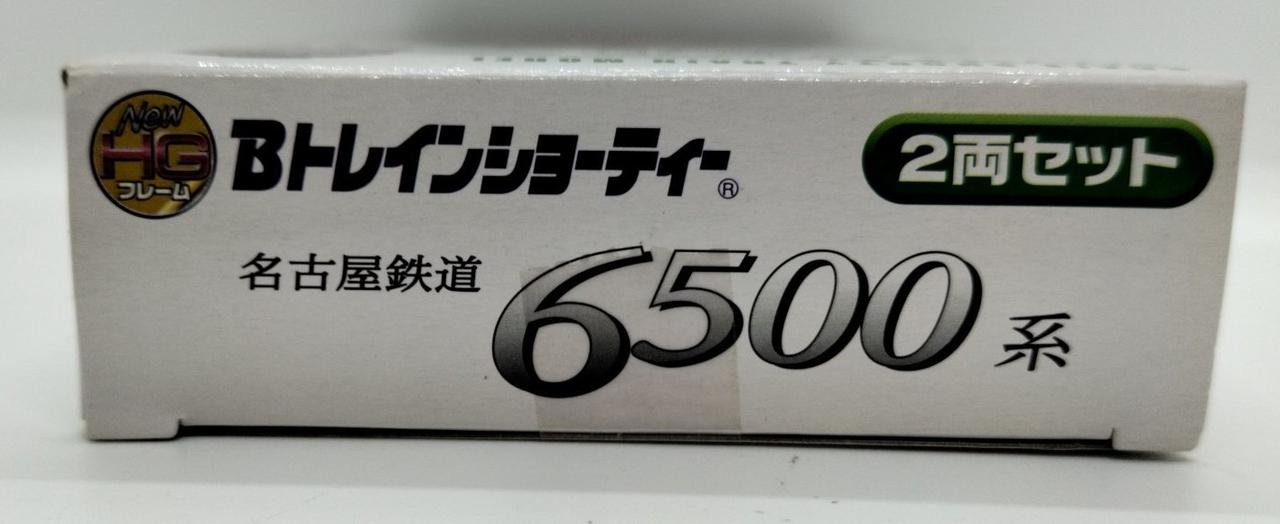 New
HG
フレーム
Bトレインショーティー®
2両セット
名古屋鉄道 6500系